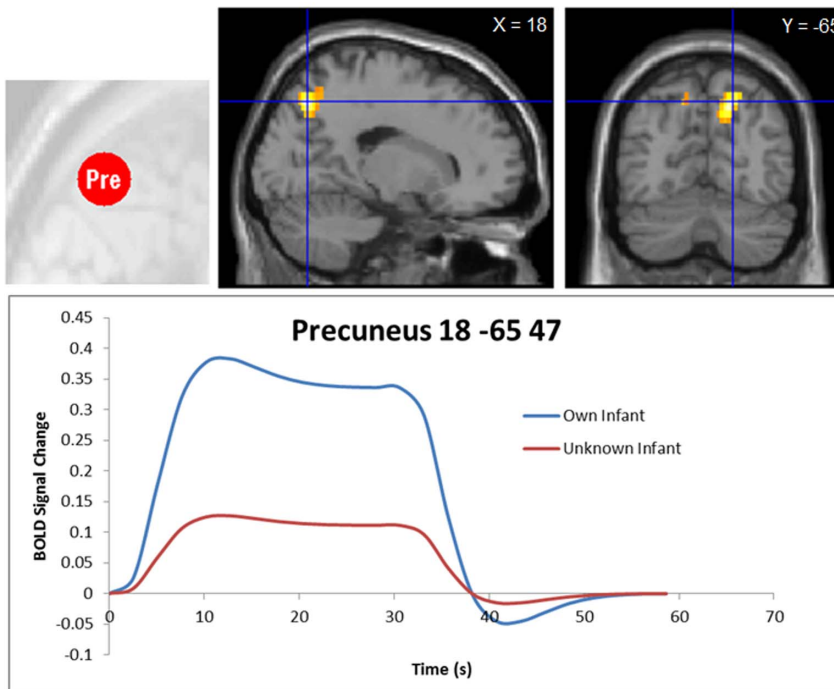 X = 18
Y = -65
Pre
Precuneus 18 -65 47
BOLD Signal Change
0.45
0.4
0.35
0.3
0.25
0.2
0.15
0.1
0.05
0
-0.05
-0.1
Own Infant
Unknown Infant
0 10 20 30 40 50 60 70
Time (s)